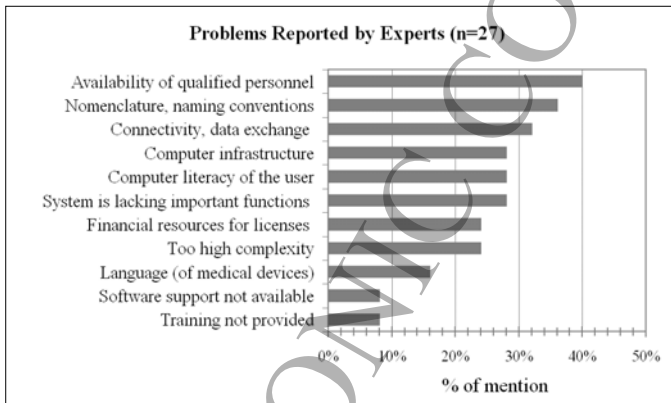 Problems Reported by Experts (n=27)
Availability of qualified personnel
Nomenclature, naming conventions
Connectivity, data exchange
Computer infrastructure
Computer literacy of the user
System is lacking important functions
Financial resources for licenses
Too high complexity
Language (of medical devices)
Software support not available
Training not provided
0% 10% 20% 30% 40% 50%
% of mention
OMIC CO